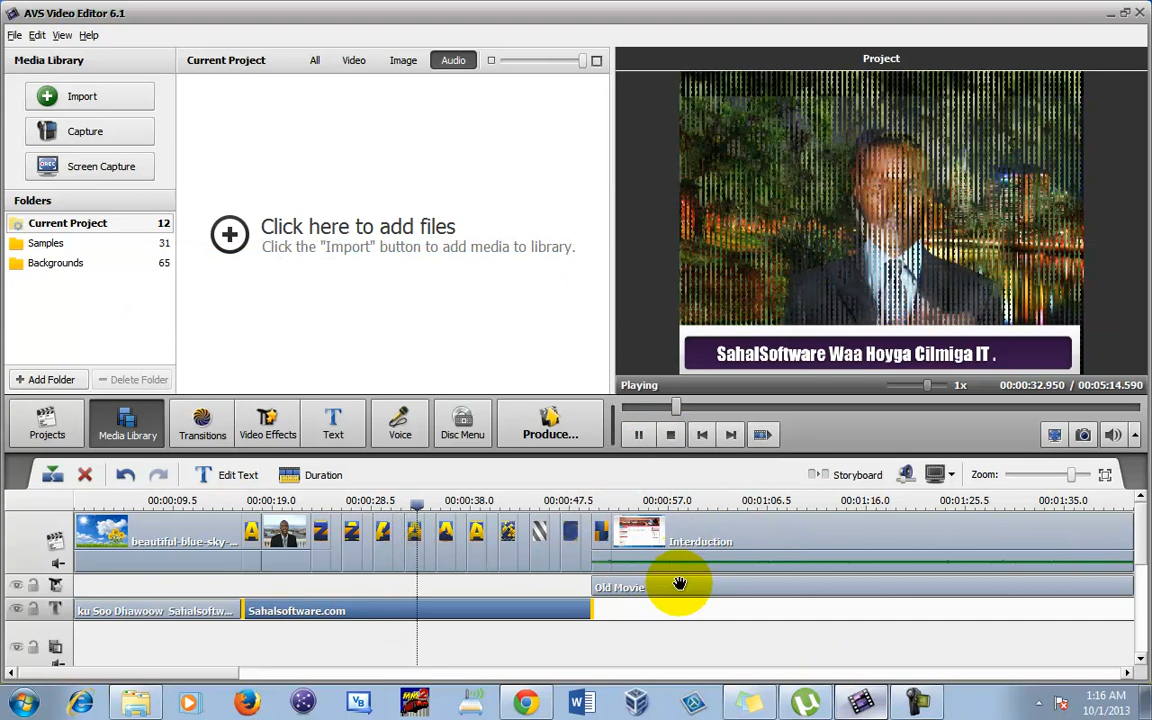 AVS Video Editor 6.1
File Edit View Help
Media Library
Current Project
All Video Image Audio
Project
Import
Capture
Screen Capture
Folders
Current Project 12
Samples 31
Backgrounds 65
Click here to add files
Click the "Import" button to add media to library.
SahalSoftware Waa Hoyga Cilmiga IT .
Add Folder
Delete Folder
Playing
1x
00:00:32.950 / 00:05:14.590
Projects
Media Library
Transitions
Video Effects
Text
Voice
Disc Menu
Produce...
Edit Text
Duration
Storyboard
Zoom:
00:00:09.5 00:00:19.0 00:00:28.5 00:00:38.0 00:00:47.5 00:00:57.0 00:01:06.5 00:01:16.0 00:01:25.5 00:01:35.0
beautiful-blue-sky-...
Interduction
Old Movie
ku Soo Dhawoow Sahalsoftw...
Sahalsoftware.com
1:16 AM
10/1/2013